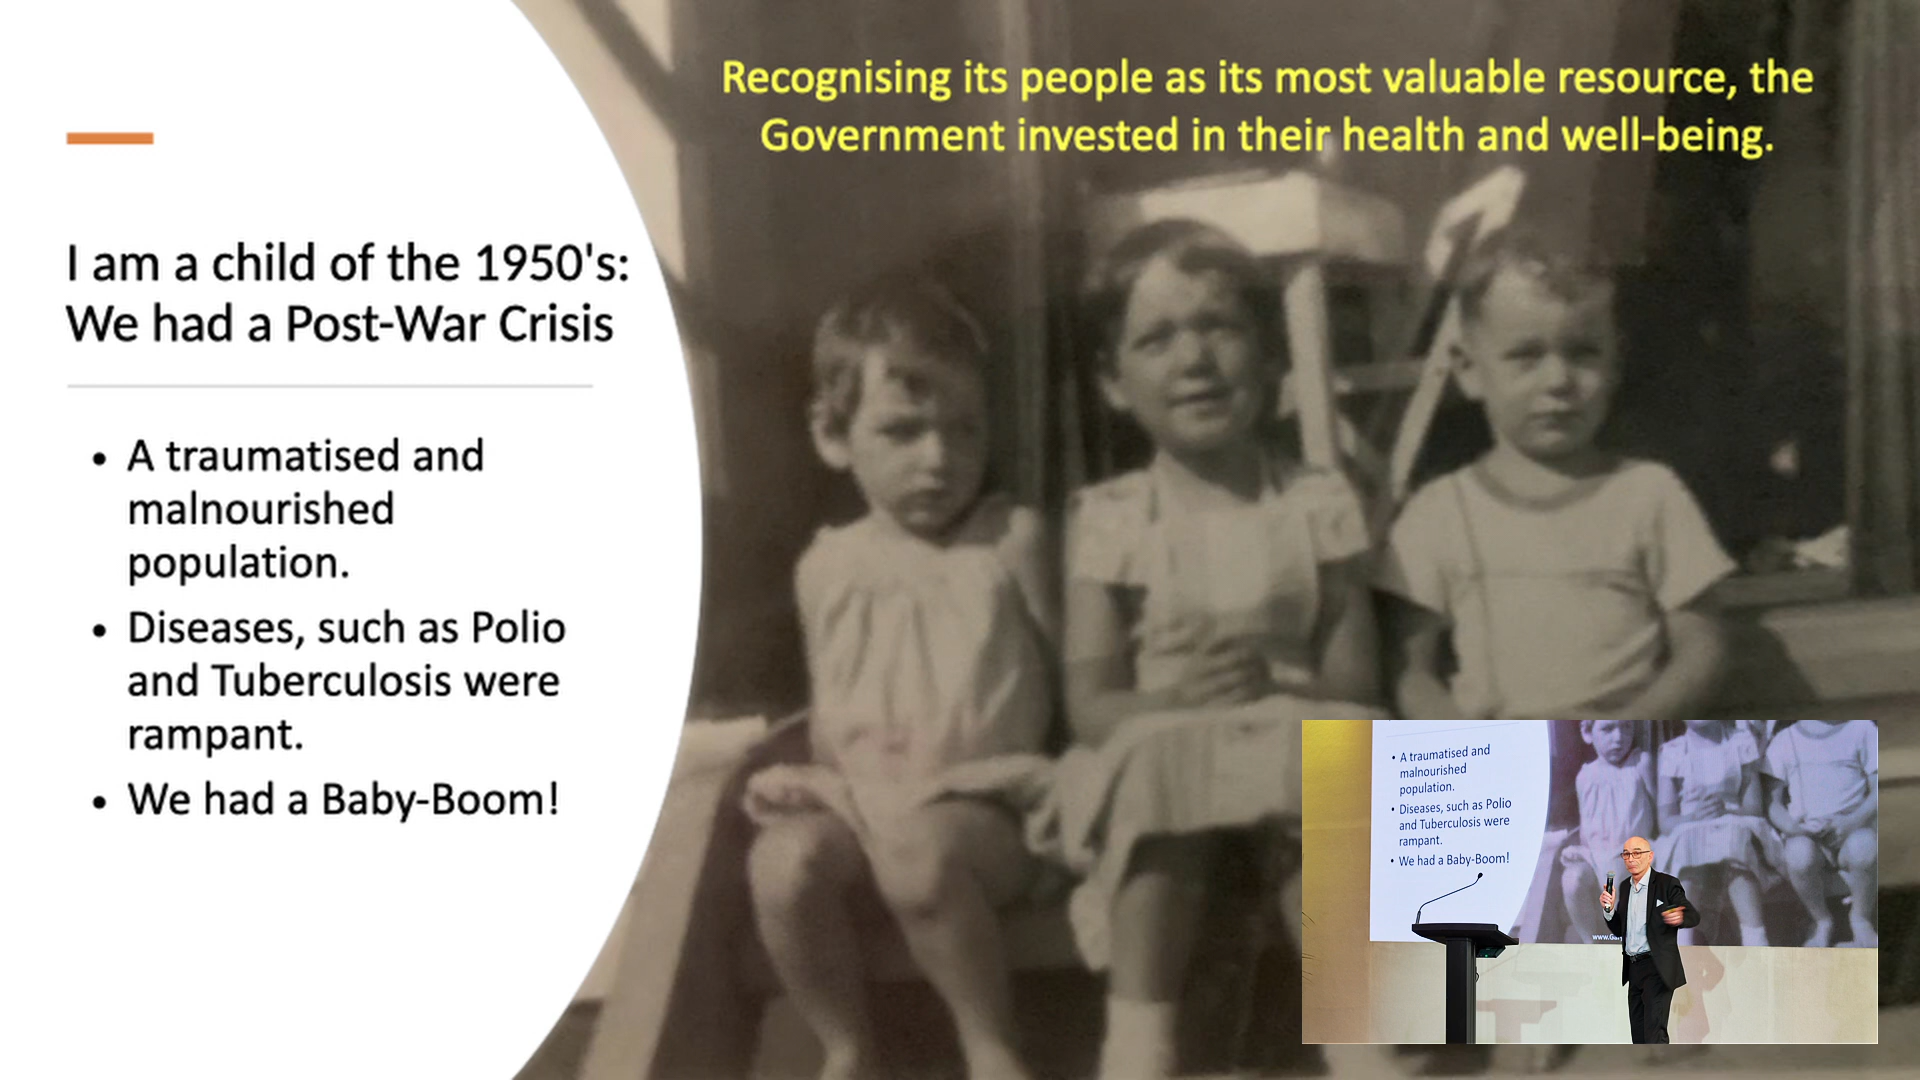 Recognising its people as its most valuable resource, the
Government invested in their health and well-being.
I am a child of the 1950's:
We had a Post-War Crisis
• A traumatised and
malnourished
population.
• Diseases, such as Polio
and Tuberculosis were
rampant.
• We had a Baby-Boom!
• A traumatised and
malnourished
population.
• Diseases, such as Polio
and Tuberculosis were
rampant.
• We had a Baby-Boom!